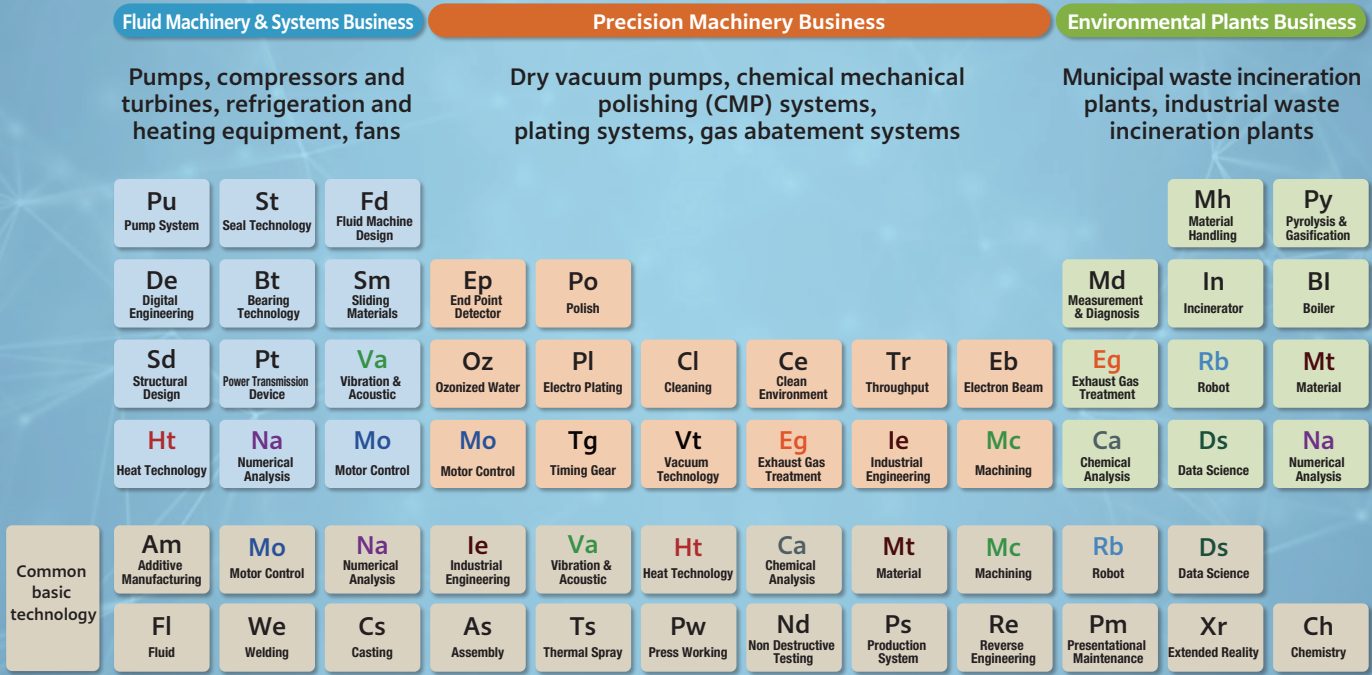 Fluid Machinery & Systems Business
Precision Machinery Business
Environmental Plants Business
Pumps, compressors and
turbines, refrigeration and
heating equipment, fans
Dry vacuum pumps, chemical mechanical
polishing (CMP) systems,
plating systems, gas abatement systems
Municipal waste incineration
plants, industrial waste
incineration plants
Pu
Pump System
St
Seal Technology
Fd
Fluid Machine
Design
Mh
Material
Handling
Py
Pyrolysis &
Gasification
De
Digital
Engineering
Bt
Bearing
Technology
Sm
Sliding
Materials
Ep
End Point
Detector
Po
Polish
Md
Measurement
& Diagnosis
In
Incinerator
Bl
Boiler
Sd
Structural
Design
Pt
Power Transmission
Device
Va
Vibration &
Acoustic
Oz
Ozonized Water
Pl
Electro Plating
Cl
Cleaning
Ce
Clean
Environment
Tr
Throughput
Eb
Electron Beam
Eg
Exhaust Gas
Treatment
Rb
Robot
Mt
Material
Ht
Heat Technology
Na
Numerical
Analysis
Mo
Motor Control
Mo
Motor Control
Tg
Timing Gear
Vt
Vacuum
Technology
Eg
Exhaust Gas
Treatment
Ie
Industrial
Engineering
Mc
Machining
Ca
Chemical
Analysis
Ds
Data Science
Na
Numerical
Analysis
Common
basic
technology
Am
Additive
Manufacturing
Mo
Motor Control
Na
Numerical
Analysis
Ie
Industrial
Engineering
Va
Vibration &
Acoustic
Ht
Heat Technology
Ca
Chemical
Analysis
Mt
Material
Mc
Machining
Rb
Robot
Ds
Data Science
Fl
Fluid
We
Welding
Cs
Casting
As
Assembly
Ts
Thermal Spray
Pw
Press Working
Nd
Non Destructive
Testing
Ps
Production
System
Re
Reverse
Engineering
Pm
Presentational
Maintenance
Xr
Extended Reality
Ch
Chemistry